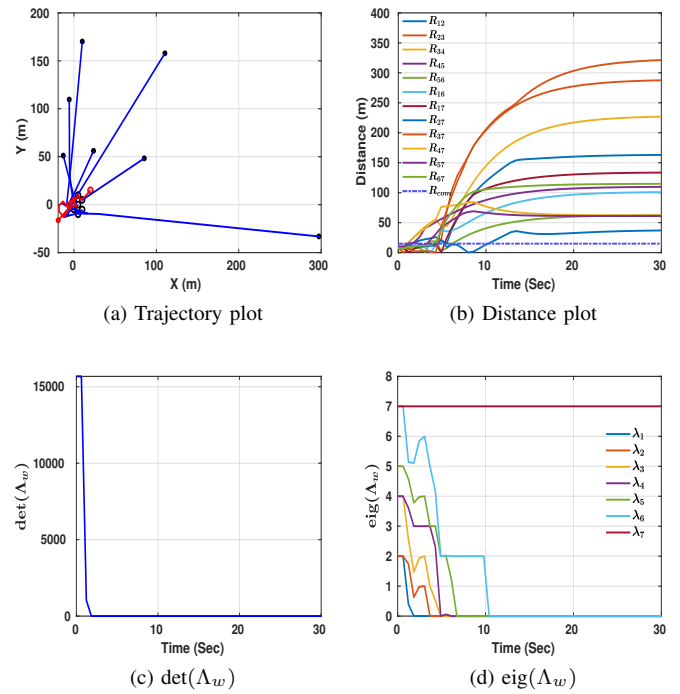 200
150
100
50
0
-50
Y (m)
0
100
200
300
X (m)
(a) Trajectory plot
400
350
300
250
200
150
100
50
0
Distance (m)
R12
R23
R34
R45
R56
R16
R17
R27
R37
R47
R57
R67
Rcom
0
10
20
30
Time (Sec)
(b) Distance plot
15000
10000
5000
0
det(Λw)
0
10
20
30
Time (Sec)
(c) det(Λw)
8
7
6
5
4
3
2
1
0
eig(Λw)
λ1
λ2
λ3
λ4
λ5
λ6
λ7
0
10
20
30
Time (Sec)
(d) eig(Λw)